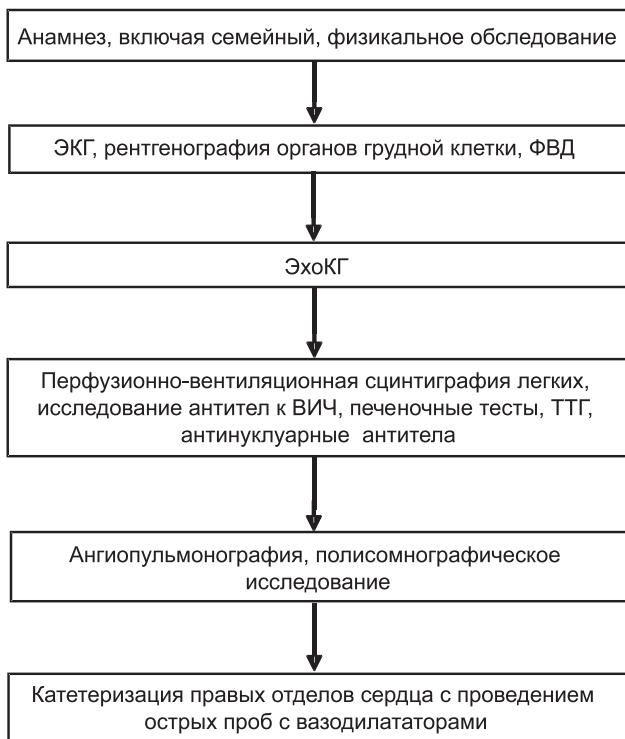 Анамнез, включая семейный, физикальное обследование
ЭКГ, рентгенография органов грудной клетки, ФВД
ЭхоКГ
Перфузионно-вентиляционная сцинтиграфия легких,
исследование антител к ВИЧ, печеночные тесты, ТТГ,
антинуклуарные антитела
Ангиопульмонография, полисомнографическое
исследование
Катетеризация правых отделов сердца с проведением
острых проб с вазодилататорами